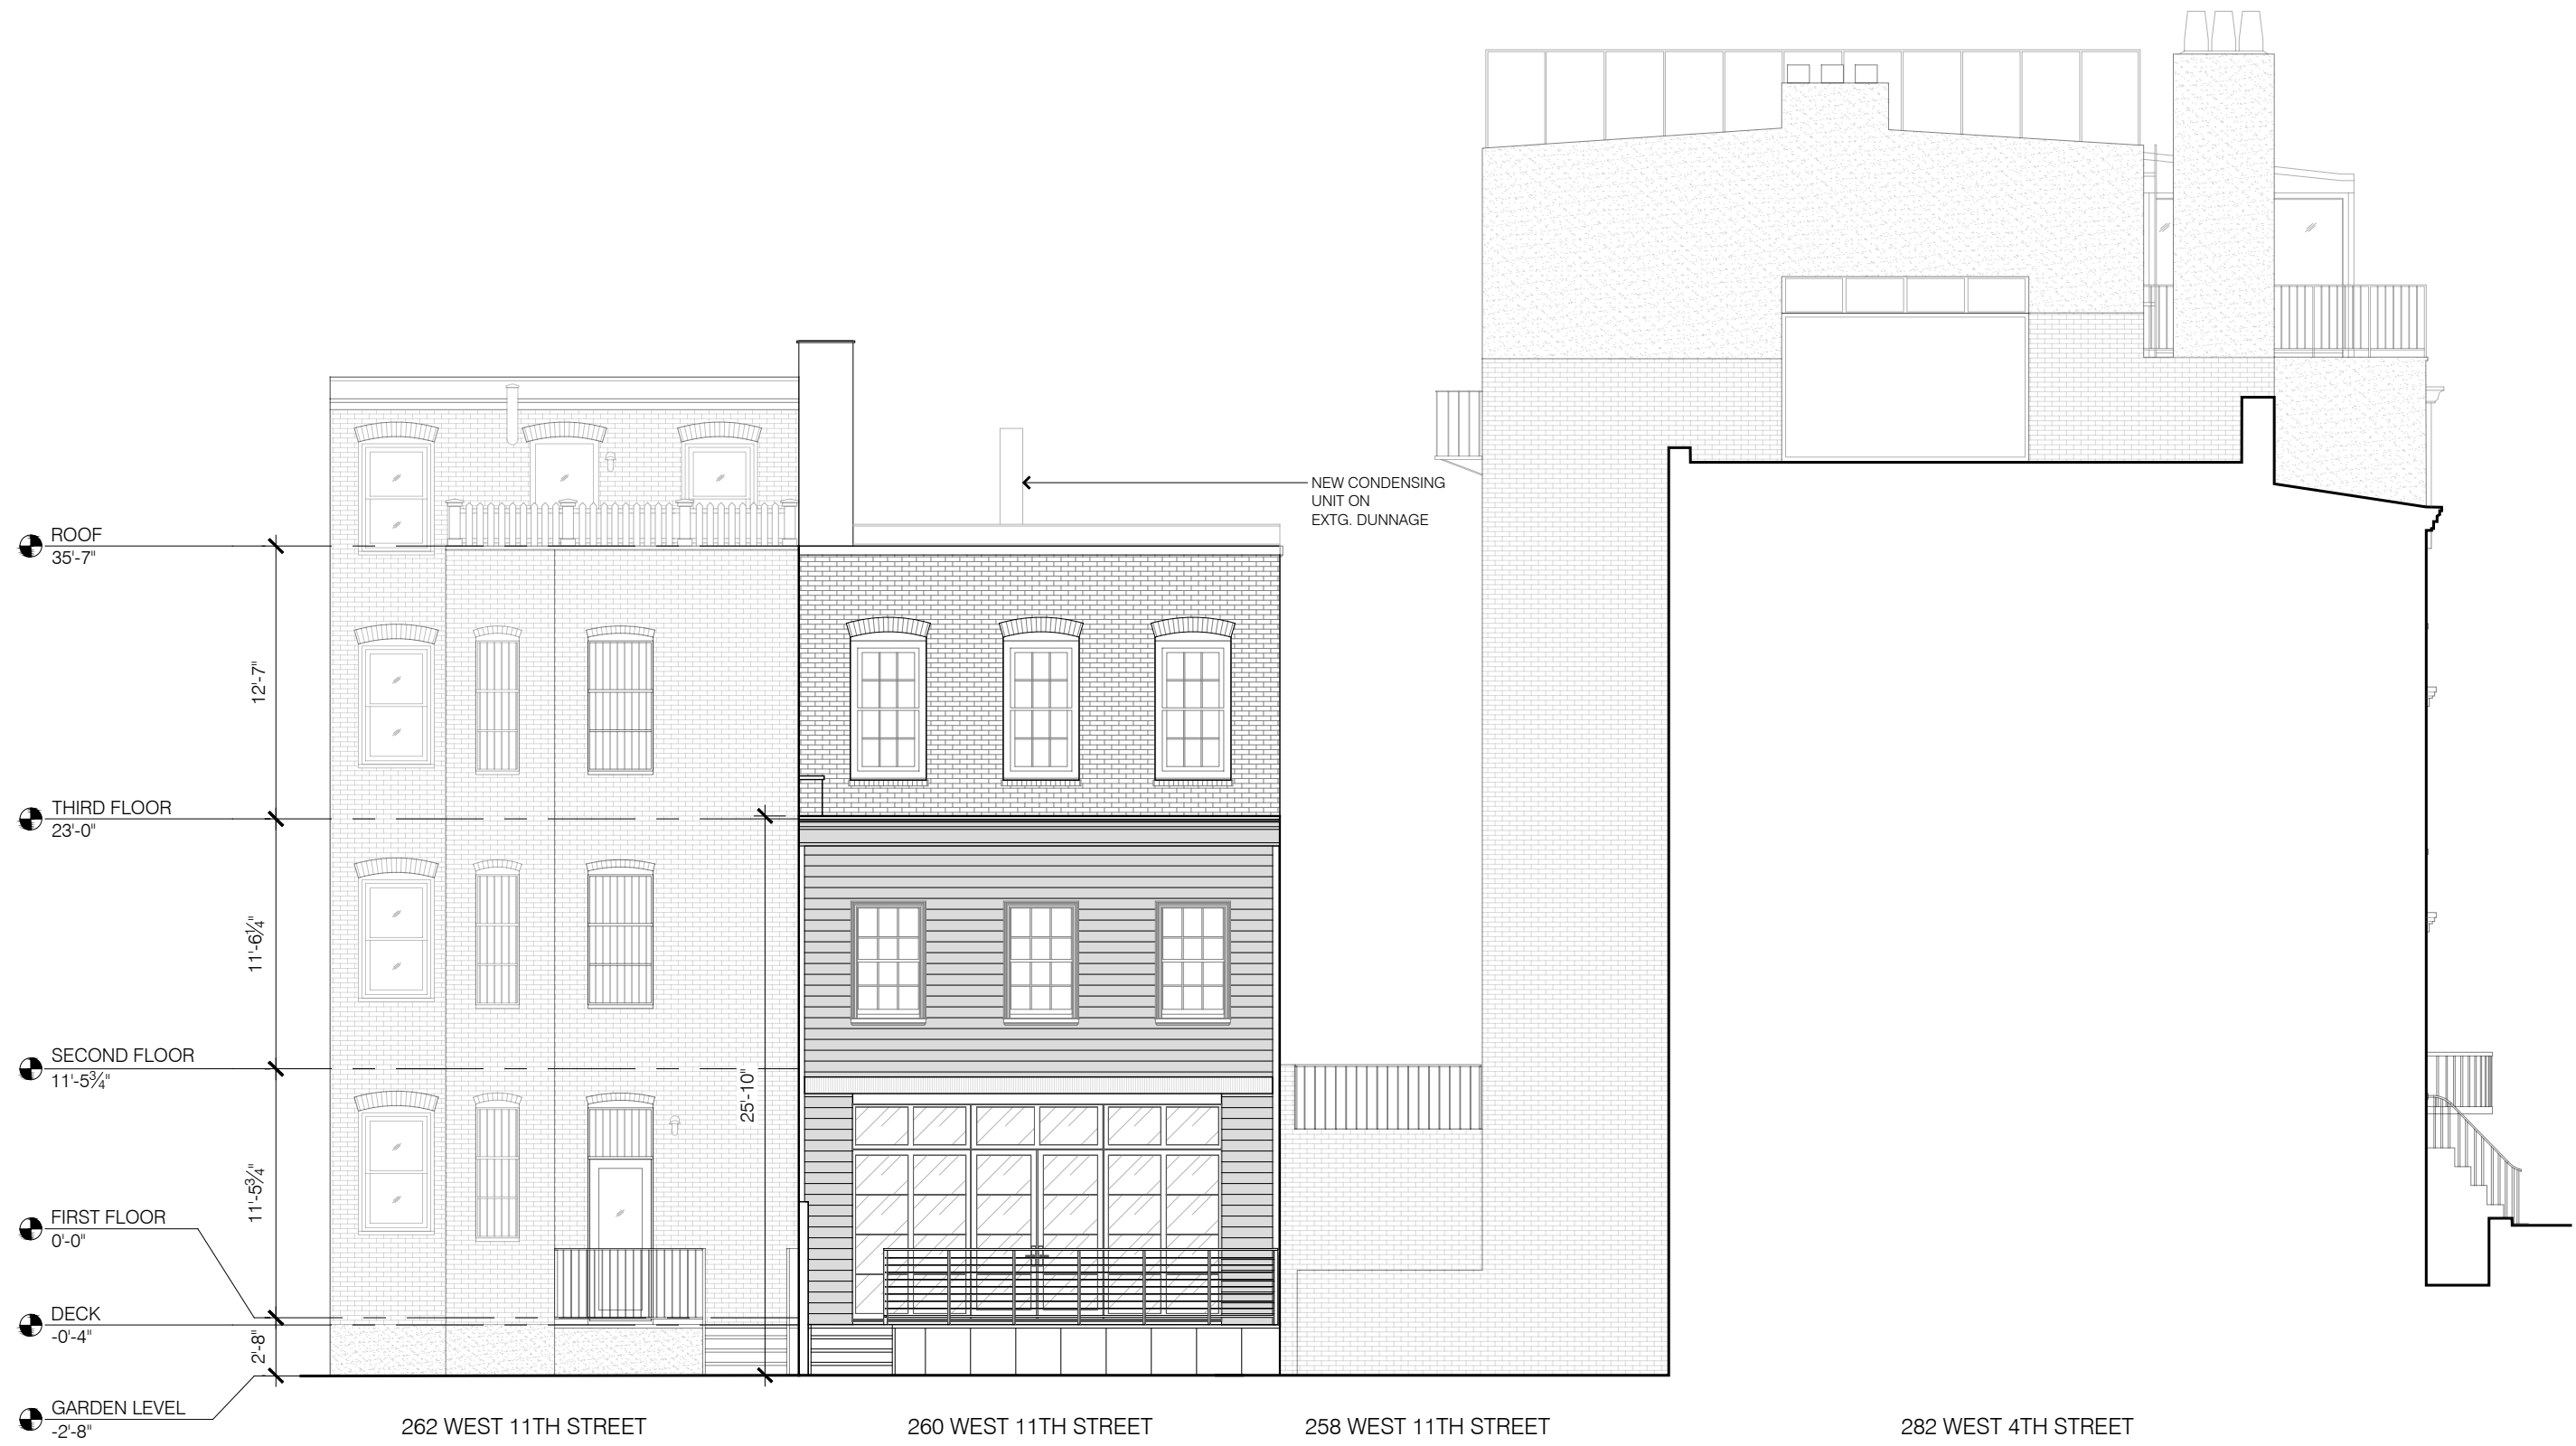 NEW CONDENSING
UNIT ON
EXTG. DUNNAGE
ROOF
35'-7"
12'-7"
THIRD FLOOR
23'-0"
11'-6¼"
SECOND FLOOR
11'-5¾"
25'-10"
11'-5¾"
FIRST FLOOR
0'-0"
DECK
-0'-4"
2'-8"
GARDEN LEVEL
-2'-8"
262 WEST 11TH STREET
260 WEST 11TH STREET
258 WEST 11TH STREET
282 WEST 4TH STREET